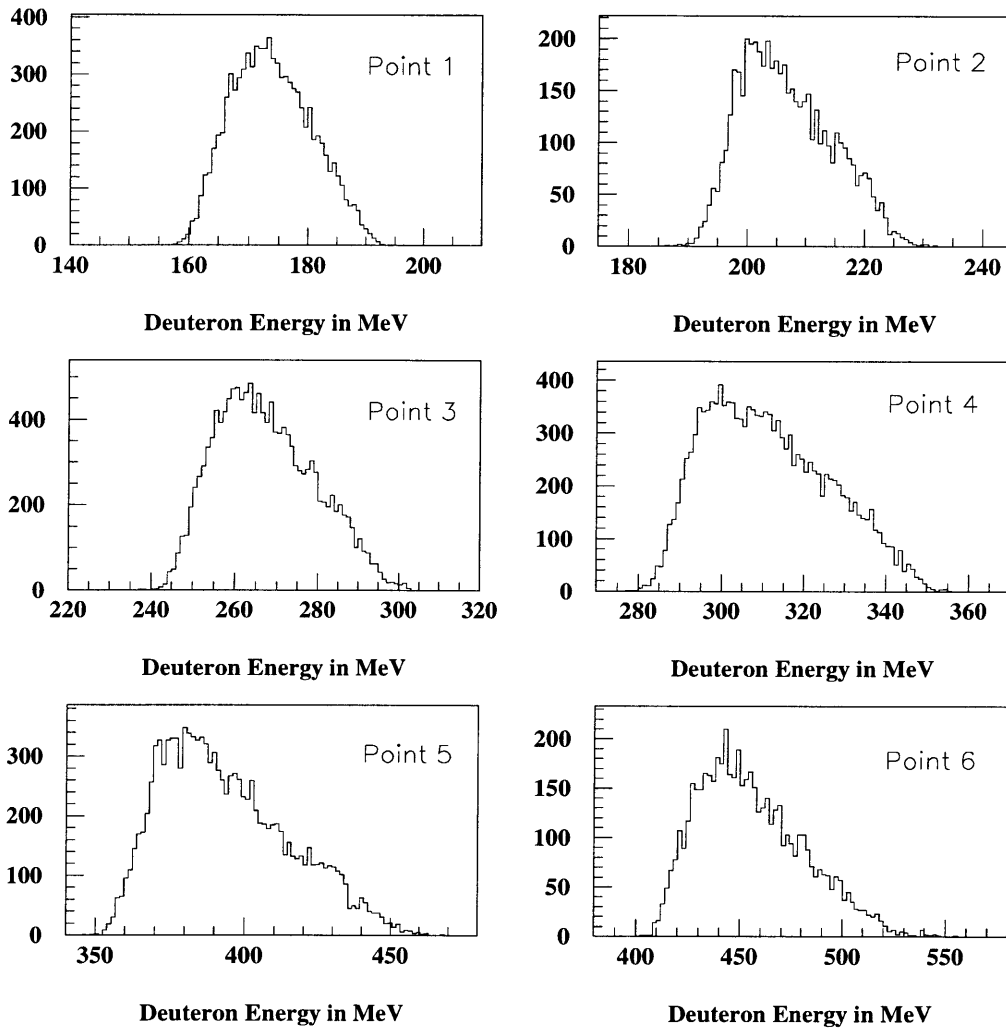 400
300
200
100
0
Point 1
140 160 180 200
Deuteron Energy in MeV
200
150
100
50
0
Point 2
180 200 220 240
Deuteron Energy in MeV
400
200
0
Point 3
220 240 260 280 300 320
Deuteron Energy in MeV
400
300
200
100
0
Point 4
280 300 320 340 360
Deuteron Energy in MeV
300
200
100
0
Point 5
350 400 450
Deuteron Energy in MeV
200
150
100
50
0
Point 6
400 450 500 550
Deuteron Energy in MeV